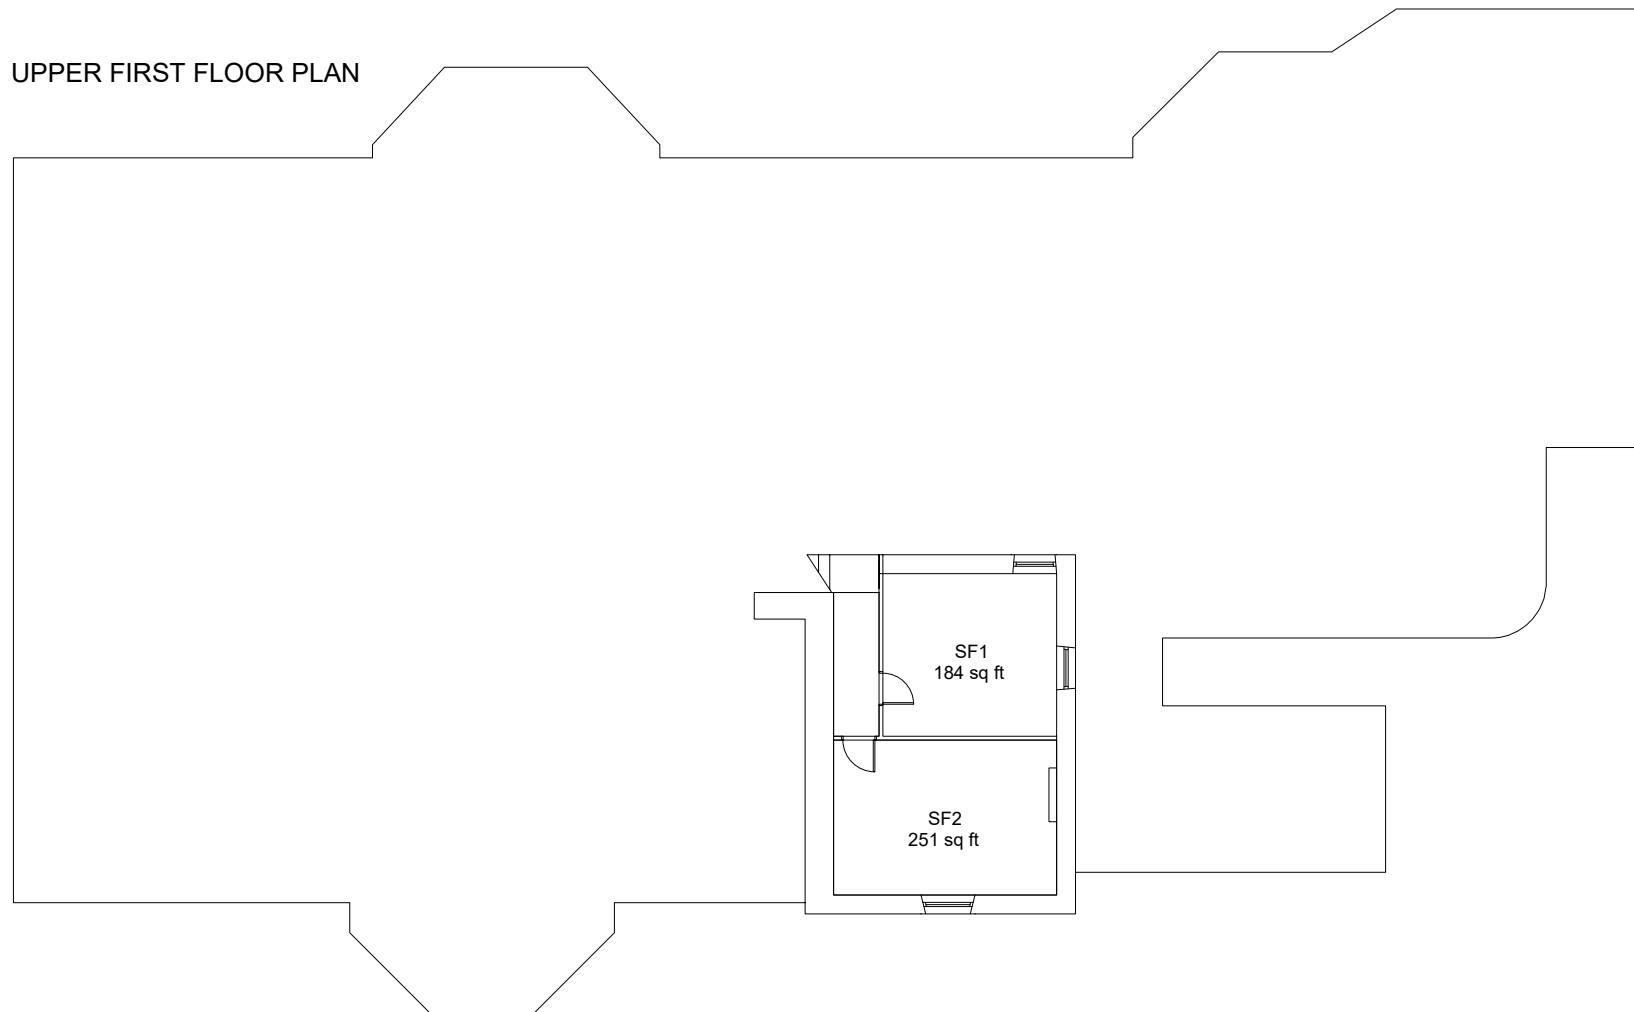 UPPER FIRST FLOOR PLAN
SF1
184 sq ft
SF2
251 sq ft